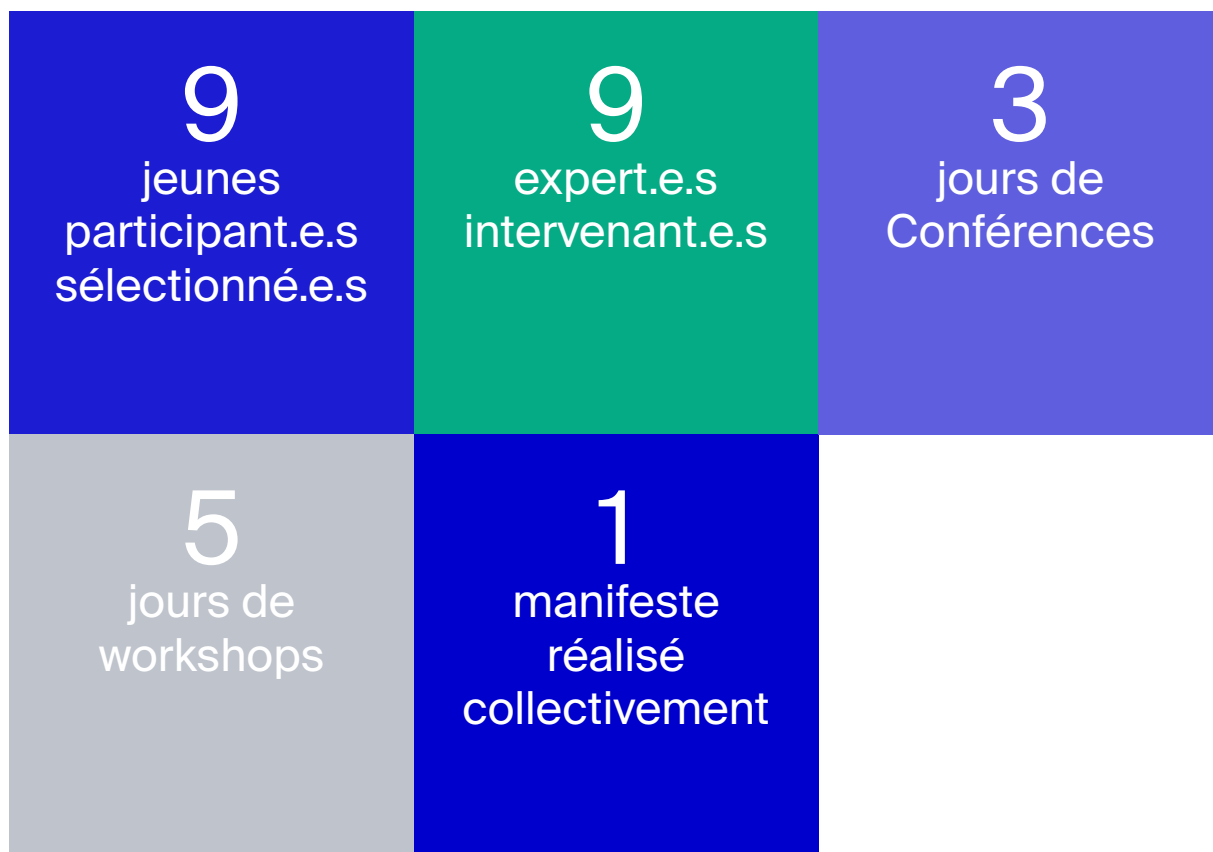 9
jeunes
participant.e.s
sélectionné.e.s
9
expert.e.s
intervenant.e.s
3
jours de
Conférences
5
jours de
workshops
1
manifeste
réalisé
collectivement